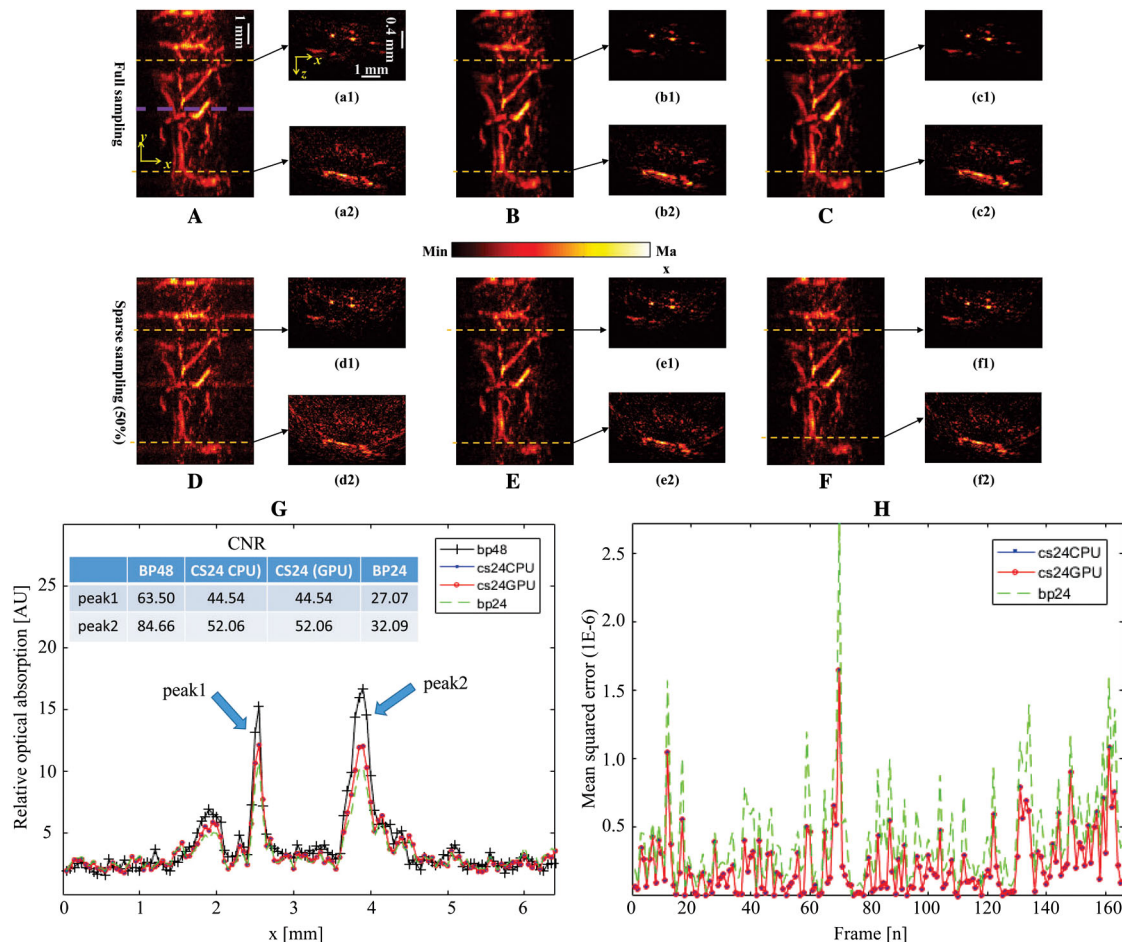 Full sampling
1 mm
y
x
A
0.4 mm
x
z
1 mm
(a1)
(a2)
B
(b1)
(b2)
C
(c1)
(c2)
Min
Ma
x
Sparse sampling (50%)
D
(d1)
(d2)
E
(e1)
(e2)
F
(f1)
(f2)
G
CNR
BP48 CS24 CPU) CS24 (GPU) BP24
peak1 63.50 44.54 44.54 27.07
peak2 84.66 52.06 52.06 32.09
bp48
cs24CPU
cs24GPU
bp24
peak1
peak2
Relative optical absorption [AU]
25
20
15
10
5
0 1 2 3 4 5 6
x [mm]
H
cs24CPU
cs24GPU
bp24
Mean squared error (1E-6)
2.5
2.0
1.5
1.0
0.5
0 20 40 60 80 100 120 140 160
Frame [n]